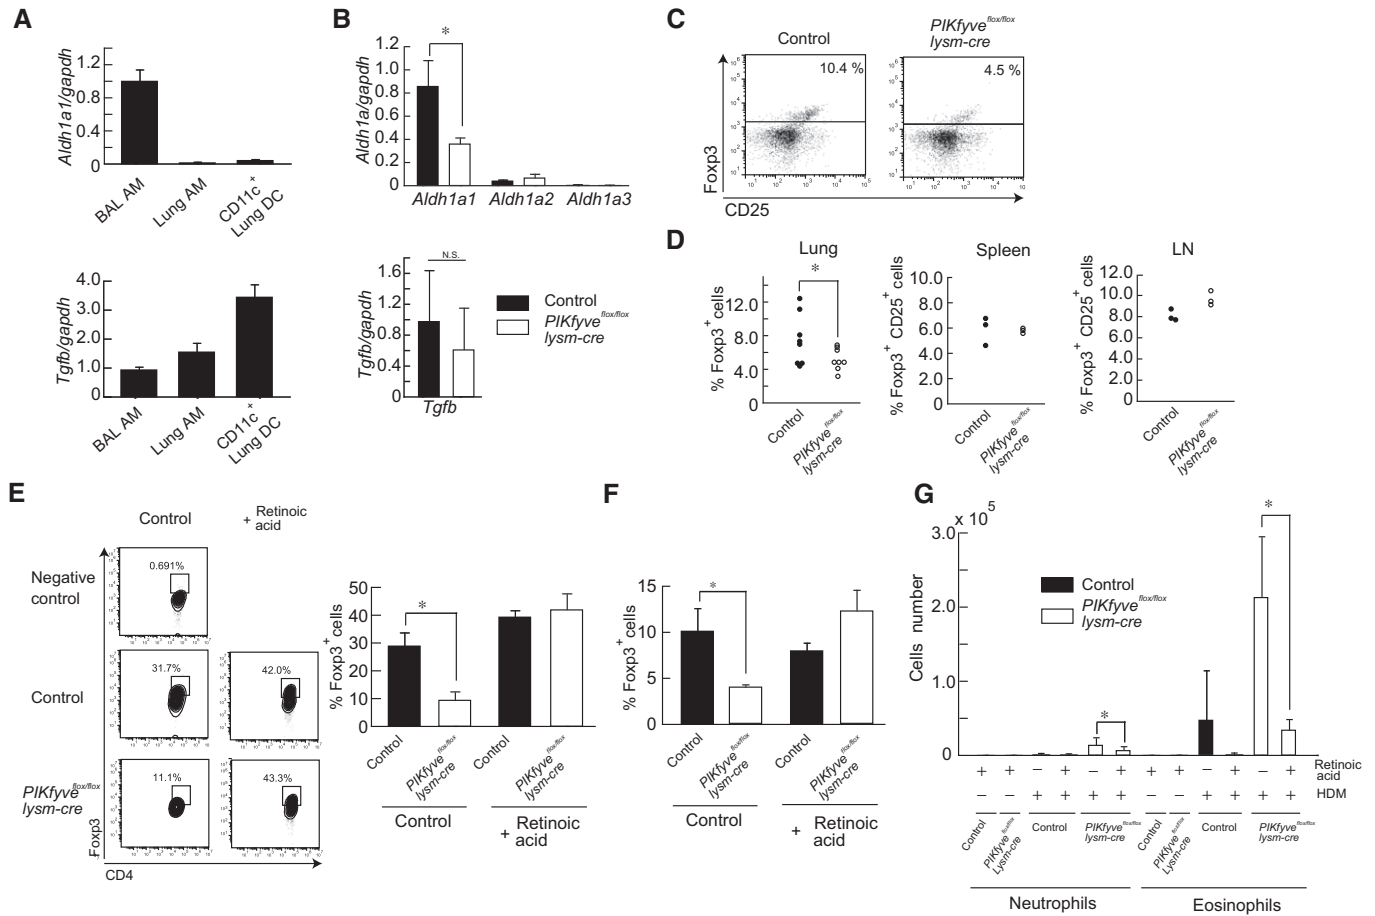 A
Aldh1a1/gapdh
1.2
0.8
0.4
0
BAL AM
Lung AM
CD11c+
Lung DC
Tgfb/gapdh
4.0
3.0
2.0
1.0
0
BAL AM
Lung AM
CD11c+
Lung DC
B
Aldh1a/gapdh
1.2
1.0
0.8
0.6
0.4
0.2
0
*
Aldh1a1 Aldh1a2 Aldh1a3
Tgfb/gapdh
1.6
1.2
0.8
0.4
0
N.S.
Tgfb
Control
PIKfyve flox/flox
lysm-cre
C
Control
PIKfyve flox/flox
lysm-cre
10.4 %
4.5 %
Foxp3
CD25
D
Lung
% Foxp3+ cells
12.0
8.0
4.0
0
*
Control
PIKfyve flox/flox
lysm-cre
Spleen
% Foxp3+ CD25+ cells
10.0
8.0
6.0
4.0
2.0
0
Control
PIKfyve flox/flox
lysm-cre
LN
% Foxp3+ CD25+ cells
12.0
10.0
8.0
6.0
4.0
2.0
0
Control
PIKfyve flox/flox
lysm-cre
E
Control
+ Retinoic
acid
Negative
control
0.691%
Control
31.7%
42.0%
PIKfyve flox/flox
lysm-cre
11.1%
43.3%
Foxp3
CD4
% Foxp3+ cells
50
40
30
20
10
0
*
Control
PIKfyve flox/flox
lysm-cre
Control
PIKfyve flox/flox
lysm-cre
Control
+ Retinoic
acid
F
% Foxp3+ cells
15
10
5
0
*
Control
PIKfyve flox/flox
lysm-cre
Control
PIKfyve flox/flox
lysm-cre
Control
+ Retinoic
acid
G
x 10^5
Cells number
3.0
2.0
1.0
0
Control
PIKfyve flox/flox
lysm-cre
*
*
+ + − + − + + + − + − + Retinoic
acid
− − + + + + − − + + + + HDM
Control
PIKfyve flox/flox
Lysm-cre
Control
PIKfyve flox/flox
lysm-cre
Control
PIKfyve flox/flox
Lysm-cre
Control
PIKfyve flox/flox
lysm-cre
Neutrophils
Eosinophils